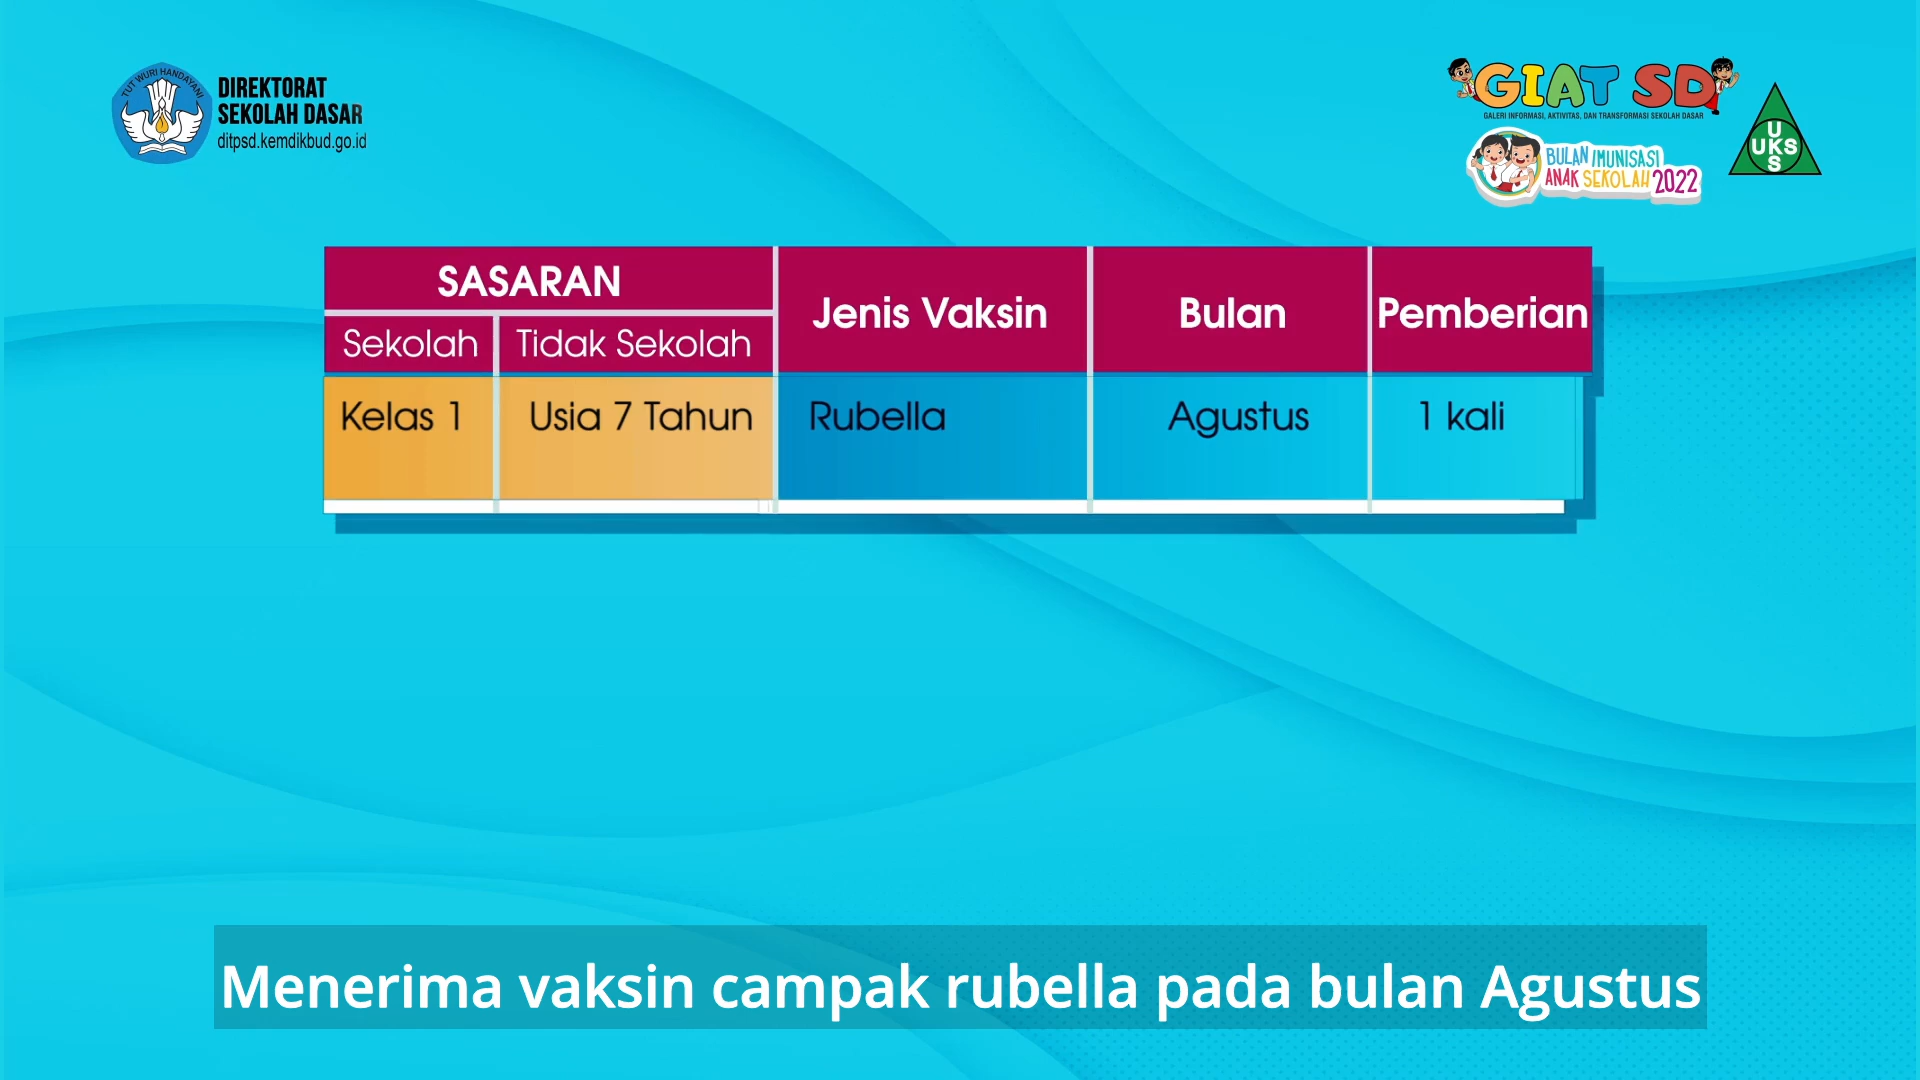 TUT WURI HANDAYANI
DIREKTORAT
SEKOLAH DASAR
ditpsd.kemdikbud.go.id
GIAT SD
GALERI INFORMASI, AKTIVITAS, DAN TRANSFORMASI SEKOLAH DASAR
BULAN IMUNISASI
ANAK SEKOLAH 2022
U
UKS
S
SASARAN
Sekolah
Tidak Sekolah
Jenis Vaksin
Bulan
Pemberian
Kelas 1
Usia 7 Tahun
Rubella
Agustus
1 kali
Menerima vaksin campak rubella pada bulan Agustus